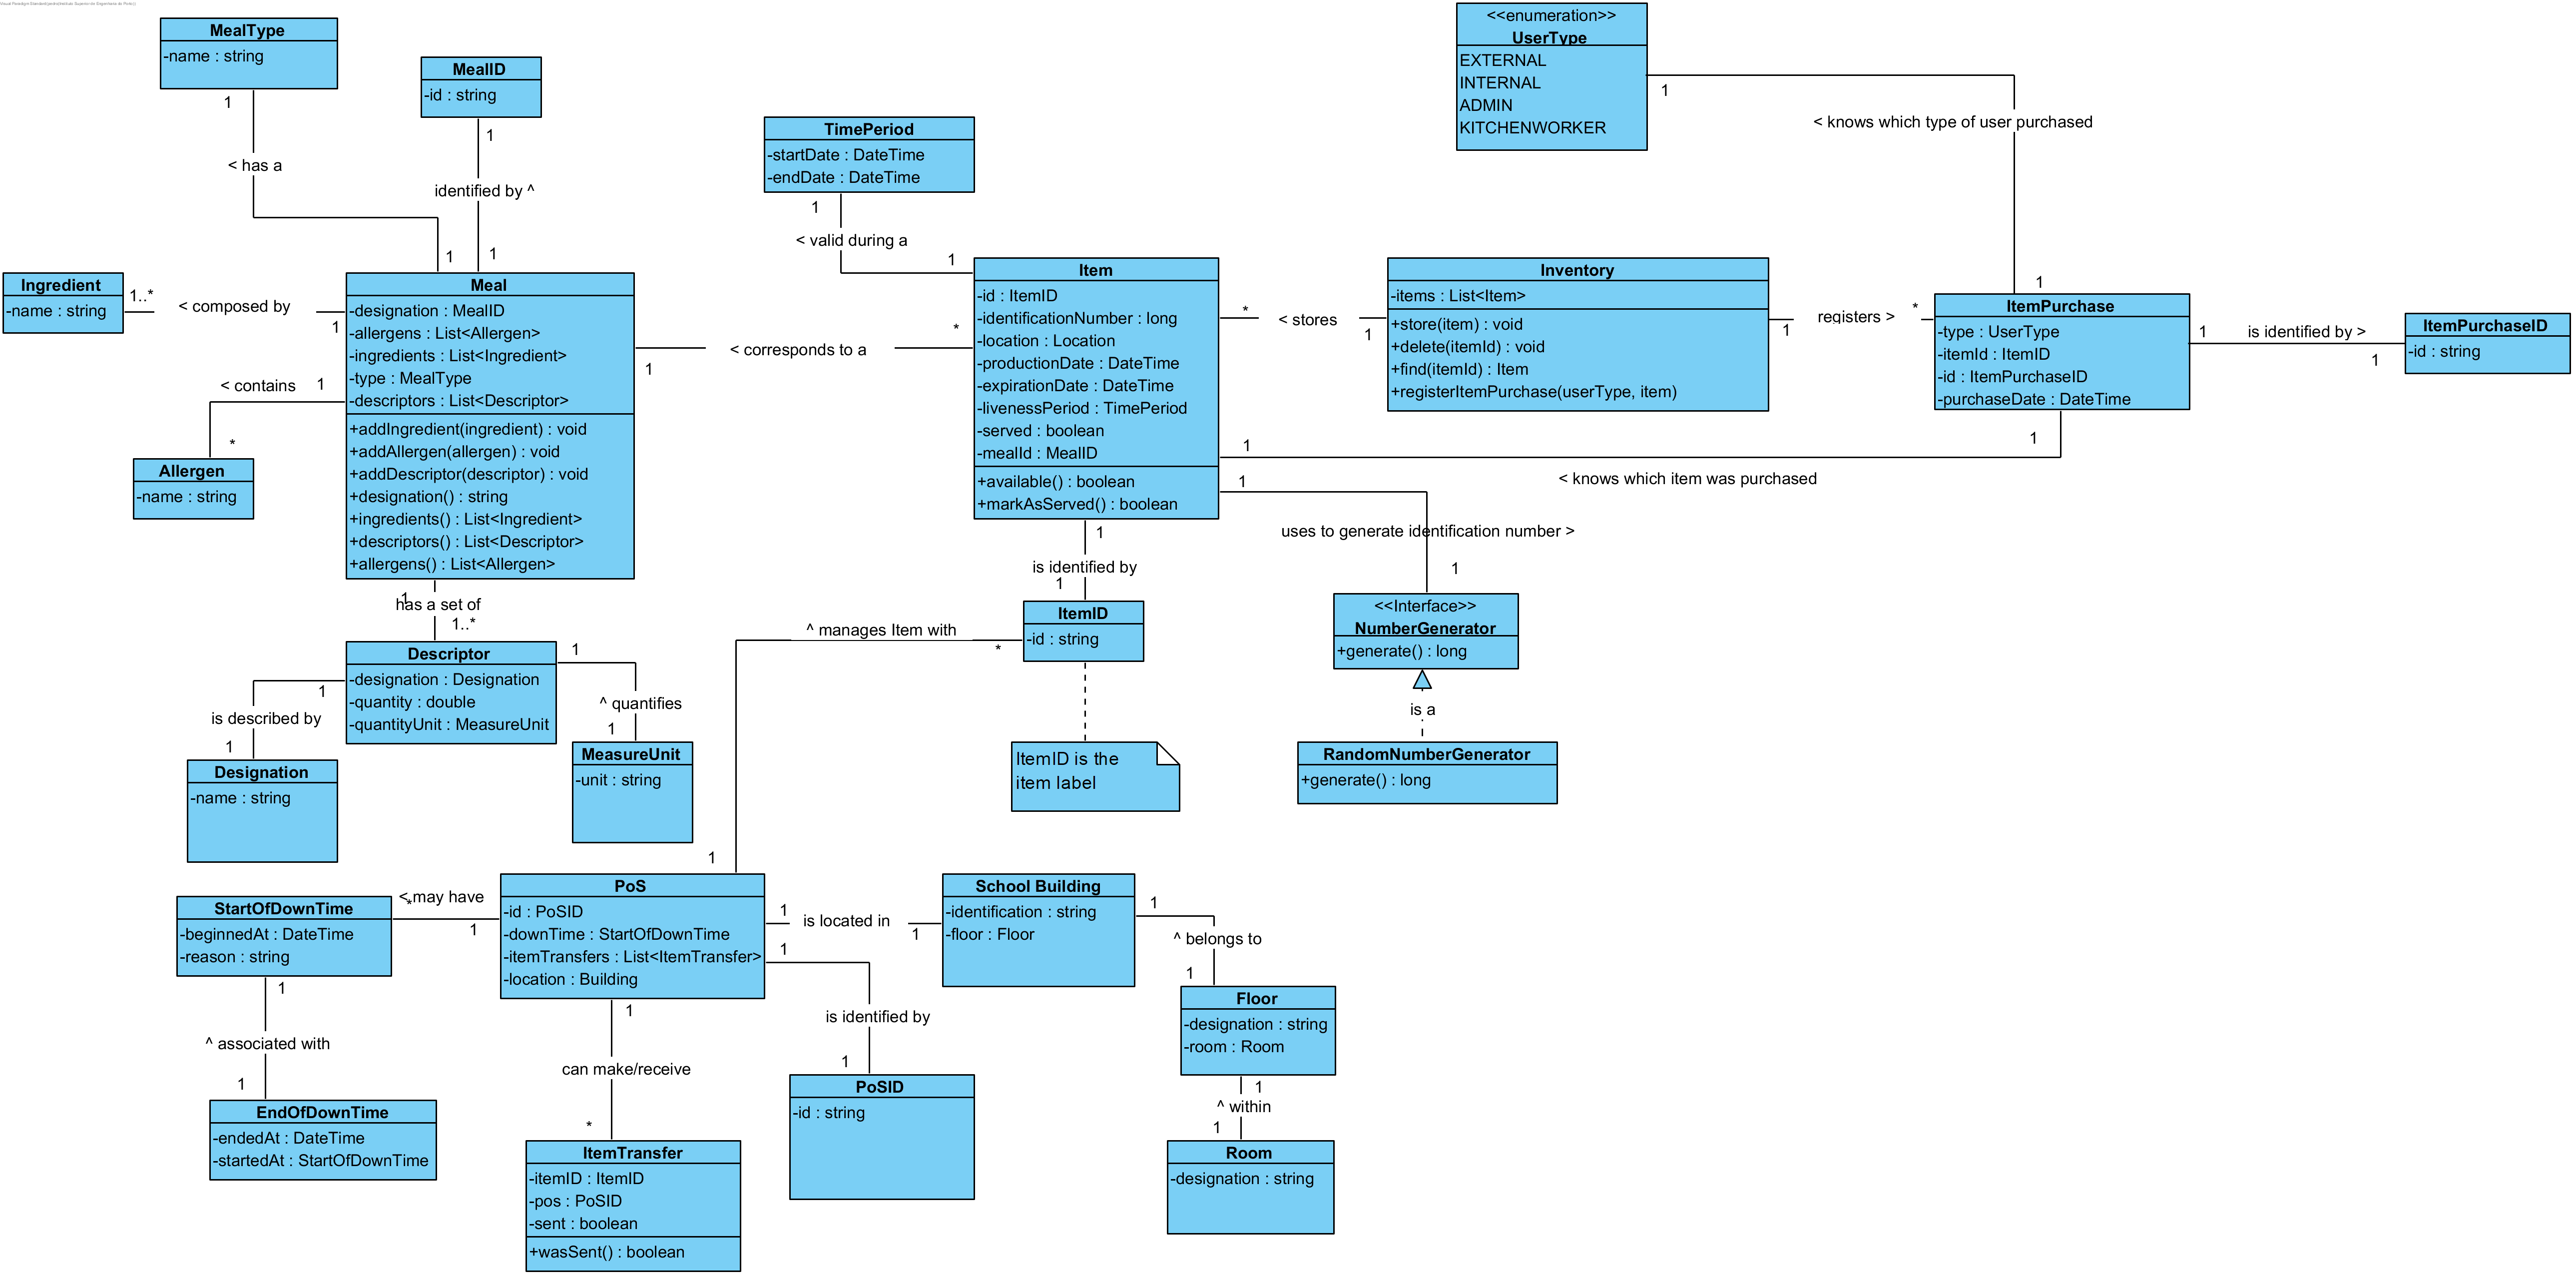 Visual Paradigm Standard(pedro(Instituto Superior de Engenharia do Porto))
MealType
-name : string
1
< has a
1
MealID
-id : string
1
identified by ^
1
TimePeriod
-startDate : DateTime
-endDate : DateTime
1
< valid during a
1
<<enumeration>>
UserType
EXTERNAL
INTERNAL
ADMIN
KITCHENWORKER
1
< knows which type of user purchased
1
Ingredient
-name : string
1..*
< composed by
1
Meal
-designation : MealID
-allergens : List<Allergen>
-ingredients : List<Ingredient>
-type : MealType
-descriptors : List<Descriptor>
+addIngredient(ingredient) : void
+addAllergen(allergen) : void
+addDescriptor(descriptor) : void
+designation() : string
+ingredients() : List<Ingredient>
+descriptors() : List<Descriptor>
+allergens() : List<Allergen>
< contains
1
*
Allergen
-name : string
1
< corresponds to a
*
Item
-id : ItemID
-identificationNumber : long
-location : Location
-productionDate : DateTime
-expirationDate : DateTime
-livenessPeriod : TimePeriod
-served : boolean
-mealId : MealID
+available() : boolean
+markAsServed() : boolean
*
< stores
1
Inventory
-items : List<Item>
+store(item) : void
+delete(itemId) : void
+find(itemId) : Item
+registerItemPurchase(userType, item)
1
registers >
*
ItemPurchase
-type : UserType
-itemId : ItemID
-id : ItemPurchaseID
-purchaseDate : DateTime
1
is identified by >
1
ItemPurchaseID
-id : string
1
1
< knows which item was purchased
1
uses to generate identification number >
1
<<Interface>>
NumberGenerator
+generate() : long
is a
RandomNumberGenerator
+generate() : long
1
is identified by
1
ItemID
-id : string
ItemID is the
item label
^ manages Item with
*
1
1
has a set of
1..*
Descriptor
-designation : Designation
-quantity : double
-quantityUnit : MeasureUnit
1
is described by
1
Designation
-name : string
1
^ quantifies
1
MeasureUnit
-unit : string
PoS
-id : PoSID
-downTime : StartOfDownTime
-itemTransfers : List<ItemTransfer>
-location : Building
< may have
*
1
StartOfDownTime
-beginnedAt : DateTime
-reason : string
1
^ associated with
1
EndOfDownTime
-endedAt : DateTime
-startedAt : StartOfDownTime
1
can make/receive
*
ItemTransfer
-itemID : ItemID
-pos : PoSID
-sent : boolean
+wasSent() : boolean
1
is located in
1
1
is identified by
1
PoSID
-id : string
School Building
-identification : string
-floor : Floor
1
^ belongs to
1
Floor
-designation : string
-room : Room
1
^ within
1
Room
-designation : string